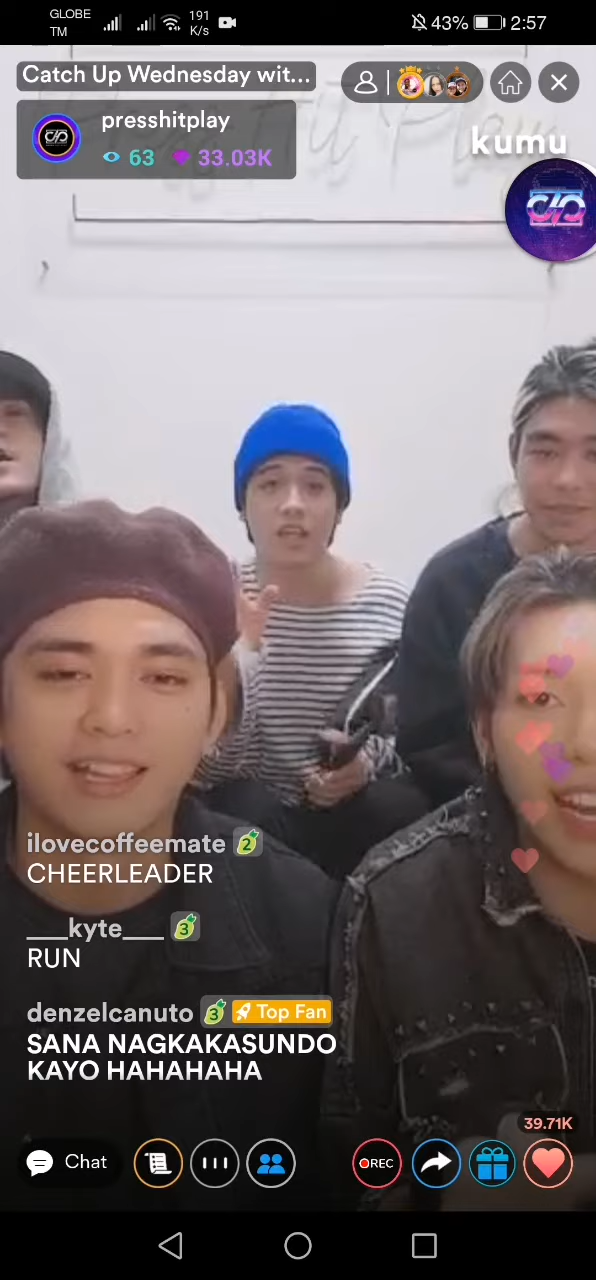 GLOBE
TM
191
K/s
43%
2:57
Catch Up Wednesday wit...
presshitplay
63
33.03K
kumu
ilovecoffeemate 2
CHEERLEADER
___kyte___ 3
RUN
denzelcanuto 3 Top Fan
SANA NAGKAKASUNDO
KAYO HAHAHAHA
39.71K
Chat
REC